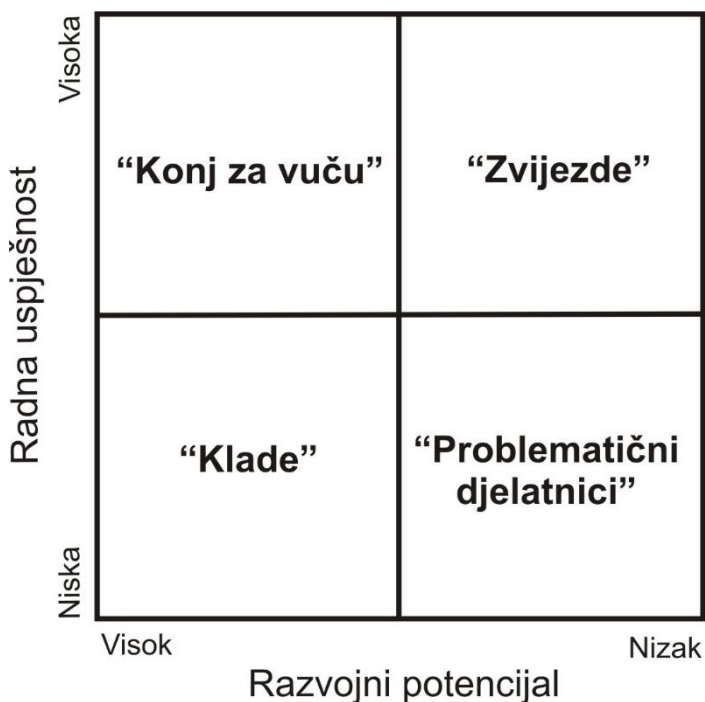 Visoka
Radna uspješnost
Niska
“Konj za vuču”
“Zvijezde”
“Klade”
“Problematični
djelatnici”
Visok
Nizak
Razvojni potencijal